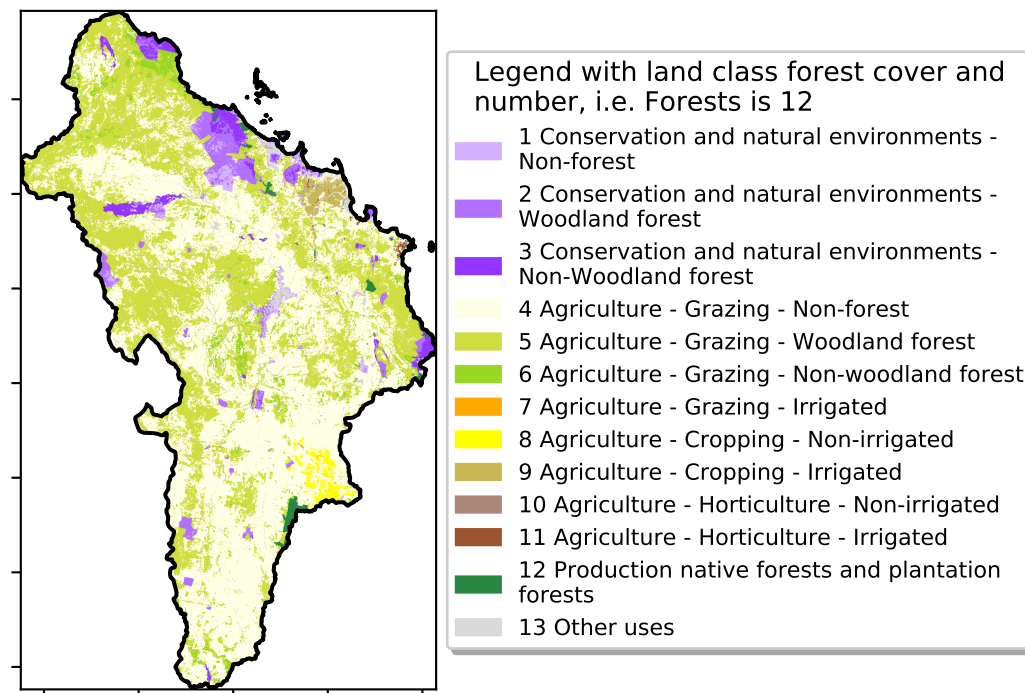 Legend with land class forest cover and
number, i.e. Forests is 12
1 Conservation and natural environments -
Non-forest
2 Conservation and natural environments -
Woodland forest
3 Conservation and natural environments -
Non-Woodland forest
4 Agriculture - Grazing - Non-forest
5 Agriculture - Grazing - Woodland forest
6 Agriculture - Grazing - Non-woodland forest
7 Agriculture - Grazing - Irrigated
8 Agriculture - Cropping - Non-irrigated
9 Agriculture - Cropping - Irrigated
10 Agriculture - Horticulture - Non-irrigated
11 Agriculture - Horticulture - Irrigated
12 Production native forests and plantation
forests
13 Other uses